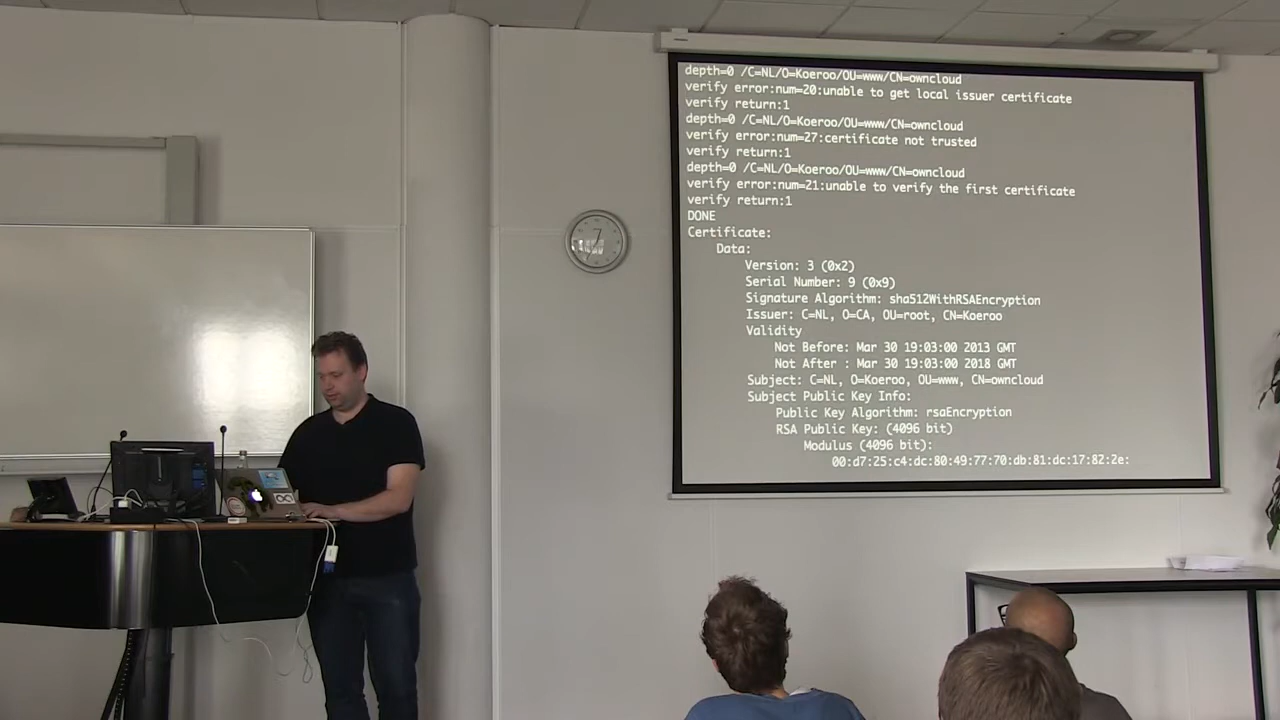 depth=0 /C=NL/O=Koeroo/OU=www/CN=owncloud
verify error:num=20:unable to get local issuer certificate
verify return:1
depth=0 /C=NL/O=Koeroo/OU=www/CN=owncloud
verify error:num=27:certificate not trusted
verify return:1
depth=0 /C=NL/O=Koeroo/OU=www/CN=owncloud
verify error:num=21:unable to verify the first certificate
verify return:1
DONE
Certificate:
Data:
Version: 3 (0x2)
Serial Number: 9 (0x9)
Signature Algorithm: sha512WithRSAEncryption
Issuer: C=NL, O=CA, OU=root, CN=Koeroo
Validity
Not Before: Mar 30 19:03:00 2013 GMT
Not After : Mar 30 19:03:00 2018 GMT
Subject: C=NL, O=Koeroo, OU=www, CN=owncloud
Subject Public Key Info:
Public Key Algorithm: rsaEncryption
RSA Public Key: (4096 bit)
Modulus (4096 bit):
00:d7:25:c4:dc:80:49:77:70:db:81:dc:17:82:2e: